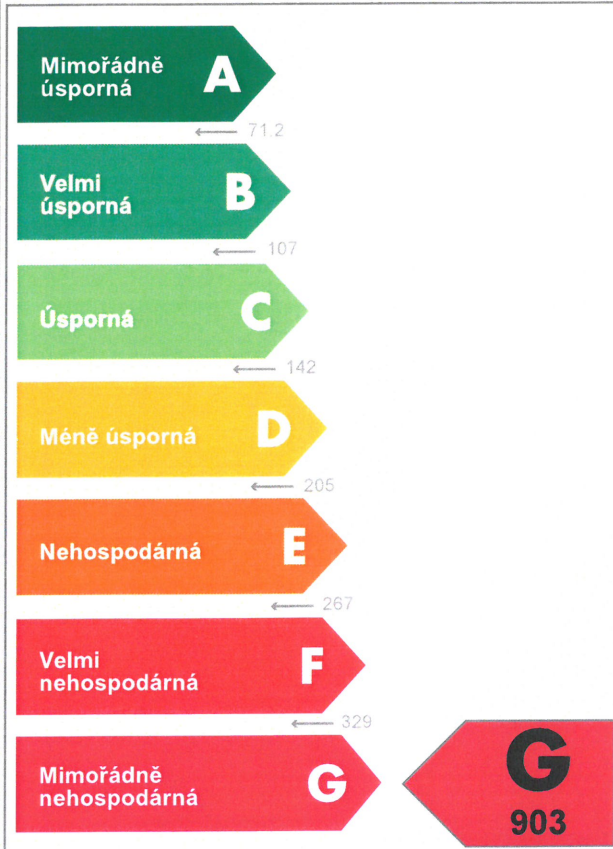 Mimořádně
úsporná
A
71.2
Velmi
úsporná
B
107
Úsporná
C
142
Méně úsporná
D
205
Nehospodárná
E
267
Velmi
nehospodárná
F
329
Mimořádně
nehospodárná
G
G
903